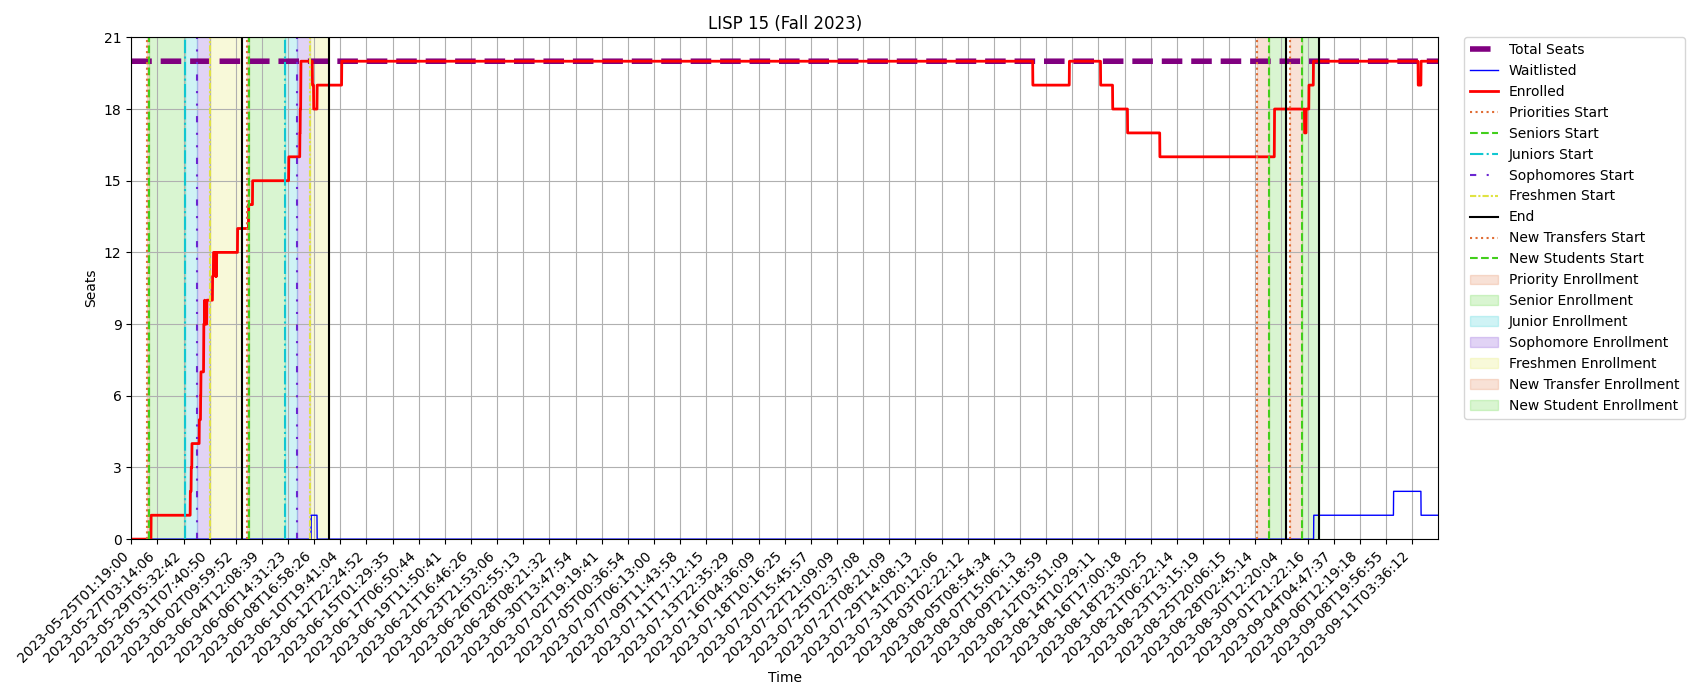 LISP 15 (Fall 2023)
21
18
15
12
9
6
3
0
Seats
2023-05-25T01:19:00
2023-05-27T03:14:06
2023-05-29T05:32:42
2023-05-31T07:40:50
2023-06-02T09:59:52
2023-06-04T12:08:39
2023-06-06T14:31:23
2023-06-08T16:58:26
2023-06-10T19:41:04
2023-06-12T22:24:52
2023-06-15T01:29:35
2023-06-17T06:50:44
2023-06-19T11:50:41
2023-06-21T16:46:26
2023-06-23T21:53:06
2023-06-26T02:55:13
2023-06-28T08:21:32
2023-06-30T13:47:54
2023-07-02T19:19:41
2023-07-05T00:36:54
2023-07-07T06:13:00
2023-07-09T11:43:58
2023-07-11T17:12:15
2023-07-13T22:35:29
2023-07-16T04:36:09
2023-07-18T10:16:25
2023-07-20T15:45:57
2023-07-22T21:09:09
2023-07-25T02:37:08
2023-07-27T08:21:09
2023-07-29T14:08:13
2023-07-31T20:12:06
2023-08-03T02:22:12
2023-08-05T08:54:34
2023-08-07T15:06:13
2023-08-09T21:18:59
2023-08-12T03:51:09
2023-08-14T10:29:11
2023-08-16T17:00:18
2023-08-18T23:30:25
2023-08-21T06:22:14
2023-08-23T13:15:19
2023-08-25T20:06:15
2023-08-28T02:45:14
2023-08-30T12:20:04
2023-09-01T21:22:16
2023-09-04T04:47:37
2023-09-06T12:19:18
2023-09-08T19:56:55
2023-09-11T03:36:12
Time
Total Seats
Waitlisted
Enrolled
Priorities Start
Seniors Start
Juniors Start
Sophomores Start
Freshmen Start
End
New Transfers Start
New Students Start
Priority Enrollment
Senior Enrollment
Junior Enrollment
Sophomore Enrollment
Freshmen Enrollment
New Transfer Enrollment
New Student Enrollment